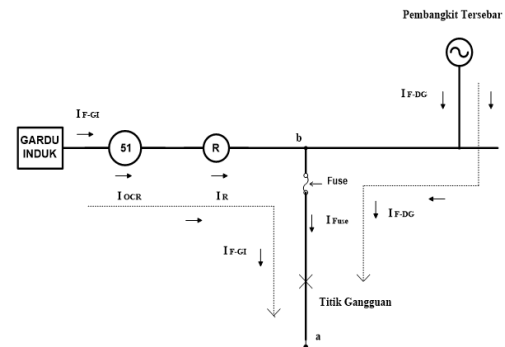 Pembangkit Tersebar
I F-DG
I F-GI
GARDU
INDUK
51
R
b
I OCR
I R
Fuse
I Fuse
I F-DG
I F-GI
Titik Gangguan
a